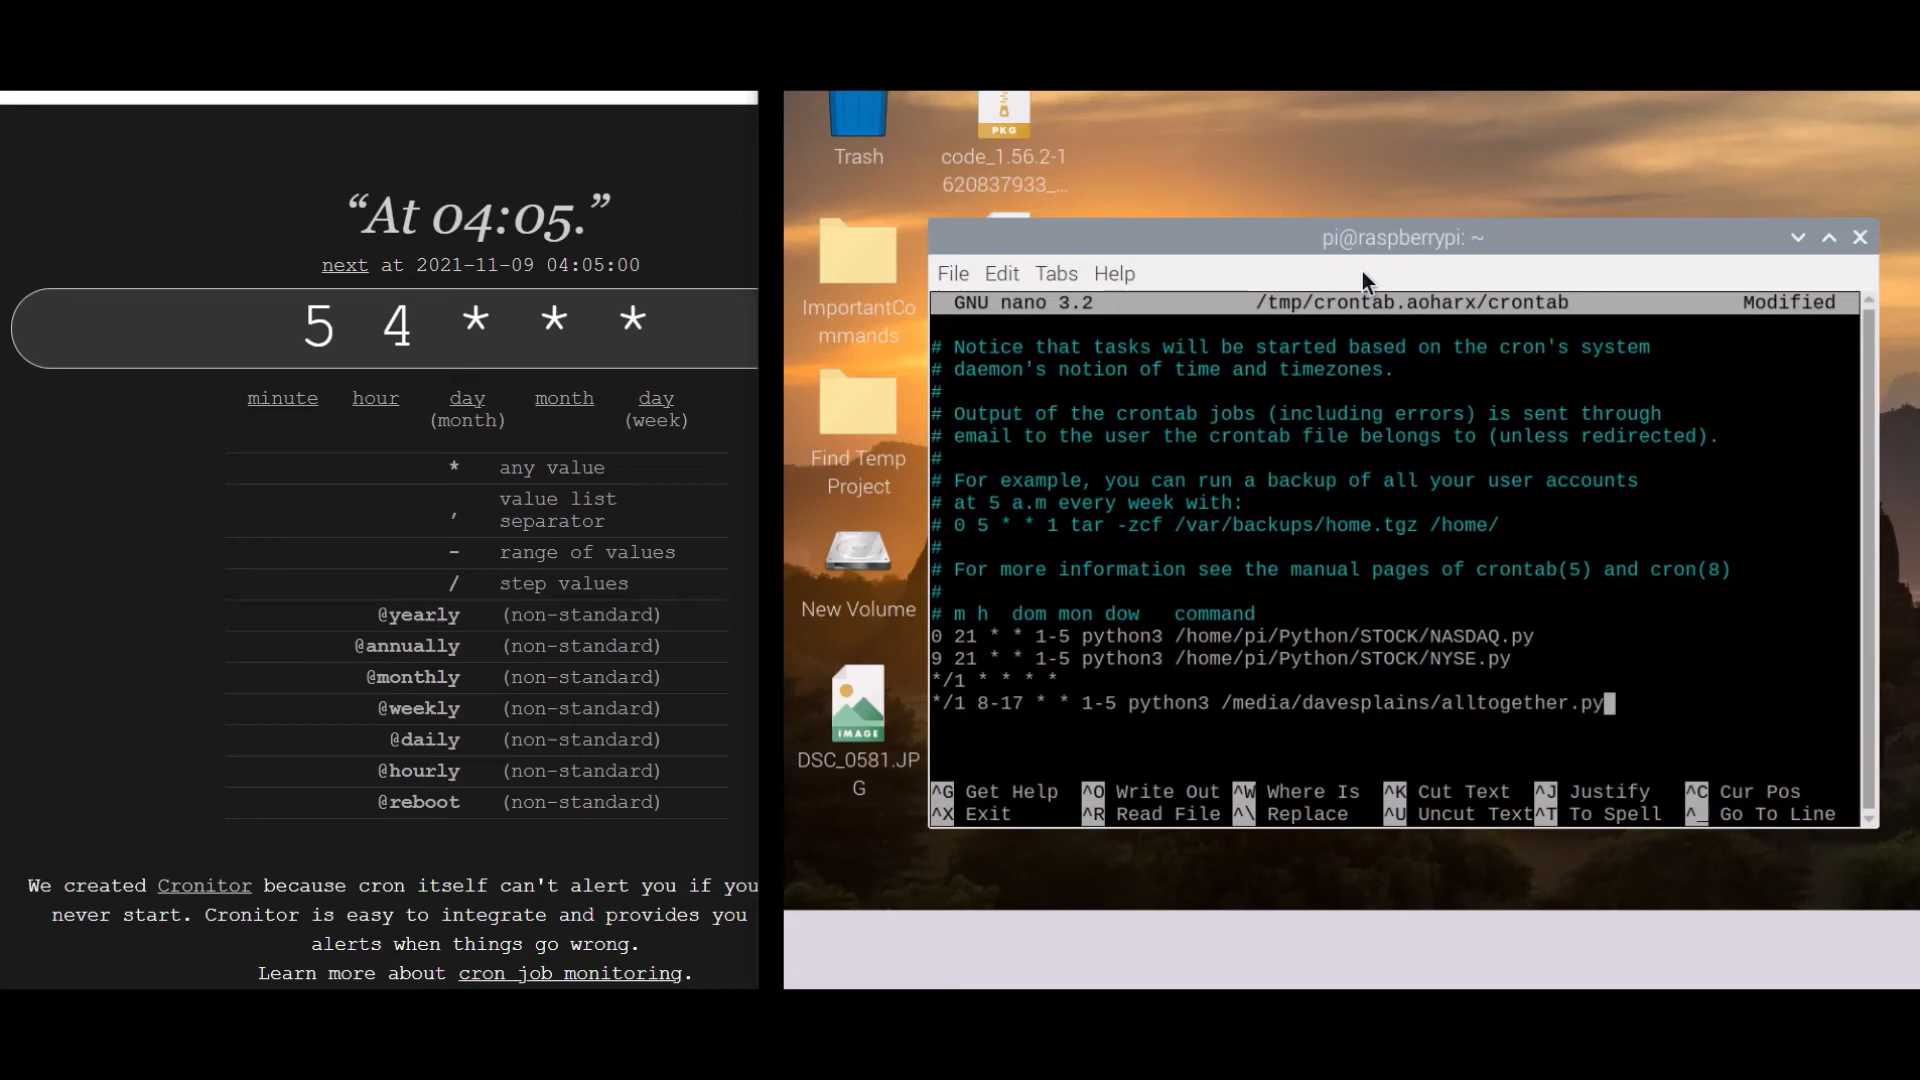 “At 04:05.”
next at 2021-11-09 04:05:00
5 4 * * *
minute hour day (month) month day (week)
* any value
, value list separator
- range of values
/ step values
@yearly (non-standard)
@annually (non-standard)
@monthly (non-standard)
@weekly (non-standard)
@daily (non-standard)
@hourly (non-standard)
@reboot (non-standard)
We created Cronitor because cron itself can't alert you if you
never start. Cronitor is easy to integrate and provides you
alerts when things go wrong.
Learn more about cron job monitoring.
Trash
PKG
code_1.56.2-1
620837933_...
ImportantCo
mmands
Find Temp
Project
New Volume
IMAGE
DSC_0581.JP
G
pi@raspberrypi: ~
File Edit Tabs Help
GNU nano 3.2 /tmp/crontab.aoharx/crontab Modified
# Notice that tasks will be started based on the cron's system
# daemon's notion of time and timezones.
#
# Output of the crontab jobs (including errors) is sent through
# email to the user the crontab file belongs to (unless redirected).
#
# For example, you can run a backup of all your user accounts
# at 5 a.m every week with:
# 0 5 * * 1 tar -zcf /var/backups/home.tgz /home/
#
# For more information see the manual pages of crontab(5) and cron(8)
#
# m h  dom mon dow   command
0 21 * * 1-5 python3 /home/pi/Python/STOCK/NASDAQ.py
9 21 * * 1-5 python3 /home/pi/Python/STOCK/NYSE.py
*/1 * * * *
*/1 8-17 * * 1-5 python3 /media/davesplains/alltogether.py
^G Get Help ^O Write Out ^W Where Is ^K Cut Text ^J Justify ^C Cur Pos
^X Exit ^R Read File ^\ Replace ^U Uncut Text ^T To Spell ^_ Go To Line